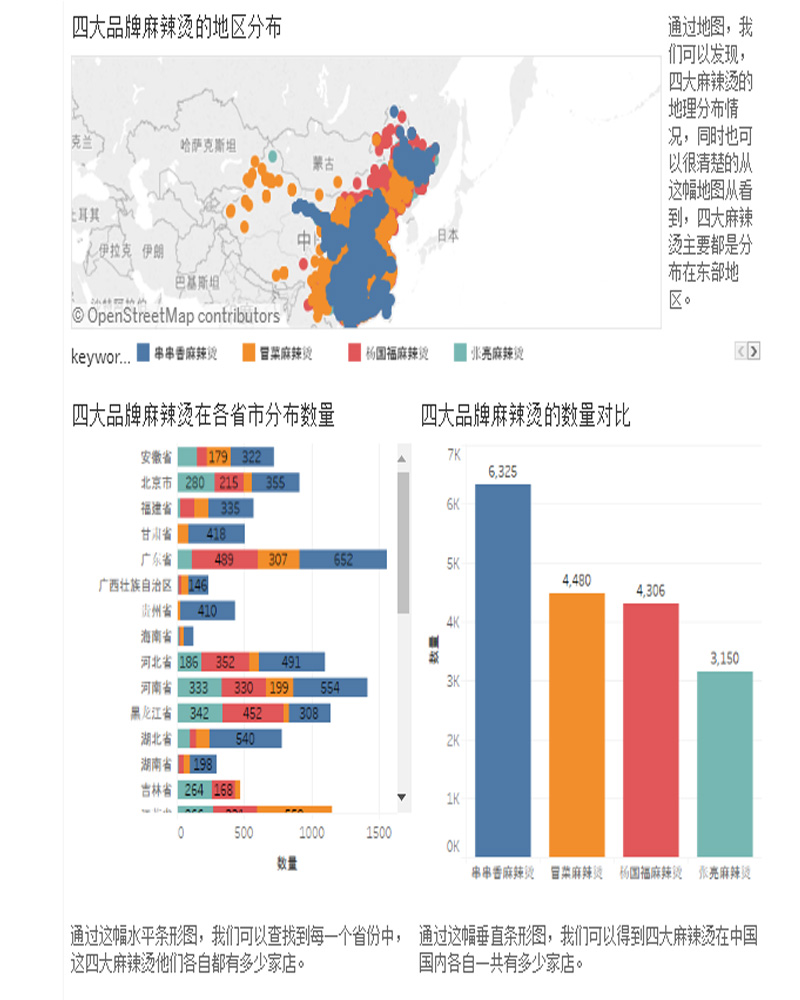 四大品牌麻辣烫的地区分布
通过地图，我
们可以发现，
四大麻辣烫的
地理分布情
况，同时也可
以很清楚的从
这幅地图从看
到，四大麻辣
烫主要都是分
布在东部地
区。
克兰
哈萨克斯坦
蒙古
土耳其
伊拉克
伊朗
中
日本
巴基斯坦
沙特阿拉伯
© OpenStreetMap contributors
keywor...
串串香麻辣烫
冒菜麻辣烫
杨国福麻辣烫
张亮麻辣烫
四大品牌麻辣烫在各省市分布数量
安徽省 179 322
北京市 280 215 355
福建省 335
甘肃省 418
广东省 489 307 652
广西壮族自治区 146
贵州省 410
海南省
河北省 186 352 491
河南省 333 330 199 554
黑龙江省 342 452 308
湖北省 540
湖南省 198
吉林省 264 168
0 500 1000 1500
数量
四大品牌麻辣烫的数量对比
7K
6K
5K
4K
3K
2K
1K
0K
数量
6,325
4,480
4,306
3,150
串串香麻辣烫
冒菜麻辣烫
杨国福麻辣烫
张亮麻辣烫
通过这幅水平条形图，我们可以查找到每一个省份中，
这四大麻辣烫他们各自都有多少家店。
通过这幅垂直条形图，我们可以得到四大麻辣烫在中国
国内各自一共有多少家店。